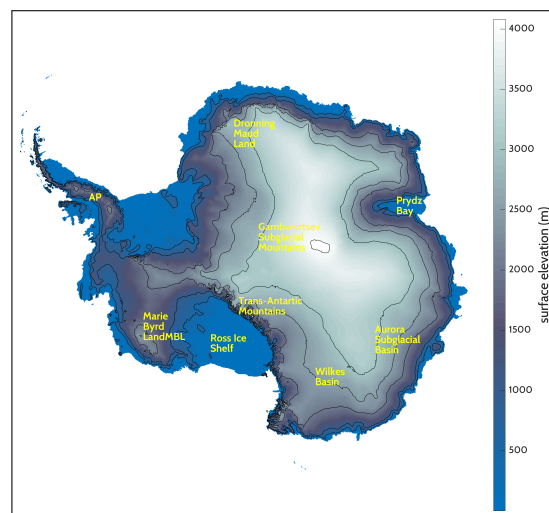 Dronning
Maud
Land
AP
Prydz
Bay
Gamburtsev
Subglacial
Mountains
Trans-Antartic
Mountains
Marie
Byrd
LandMBL
Ross Ice
Shelf
Aurora
Subglacial
Basin
Wilkes
Basin
4000
3500
3000
2500
2000
1500
1000
500
surface elevation (m)